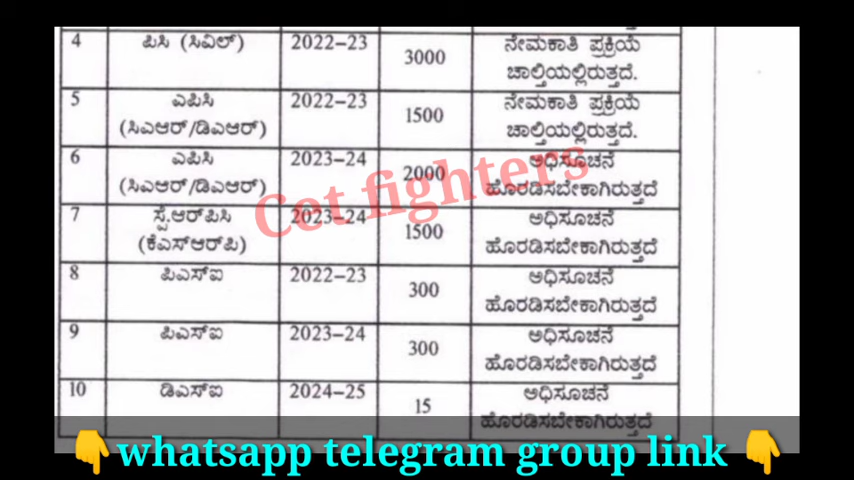 4 ಪಿಸಿ (ಸಿವಿಲ್) 2022-23 3000 ನೇಮಕಾತಿ ಪ್ರಕ್ರಿಯೆ
ಚಾಲ್ತಿಯಲ್ಲಿರುತ್ತದೆ.
5 ಎಪಿಸಿ 2022-23 1500 ನೇಮಕಾತಿ ಪ್ರಕ್ರಿಯೆ
(ಸಿಎಆರ್/ಡಿಎಆರ್) ಚಾಲ್ತಿಯಲ್ಲಿರುತ್ತದೆ.
6 ಎಪಿಸಿ 2023-24 2000 ಅಧಿಸೂಚನೆ
(ಸಿಎಆರ್/ಡಿಎಆರ್) ಹೊರಡಿಸಬೇಕಾಗಿರುತ್ತದೆ
Cet fighters
7 ಸ್ಪೆ.ಆರ್‌ಪಿಸಿ 2023-24 1500 ಅಧಿಸೂಚನೆ
(ಕೆಎಸ್‌ಆರ್‌ಪಿ) ಹೊರಡಿಸಬೇಕಾಗಿರುತ್ತದೆ
8 ಪಿಎಸ್‌ಐ 2022-23 300 ಅಧಿಸೂಚನೆ
ಹೊರಡಿಸಬೇಕಾಗಿರುತ್ತದೆ
9 ಪಿಎಸ್‌ಐ 2023-24 300 ಅಧಿಸೂಚನೆ
ಹೊರಡಿಸಬೇಕಾಗಿರುತ್ತದೆ
10 ಡಿಎಸ್‌ಐ 2024-25 15 ಅಧಿಸೂಚನೆ
ಹೊರಡಿಸಬೇಕಾಗಿರುತ್ತದೆ
👇whatsapp telegram group link 👇